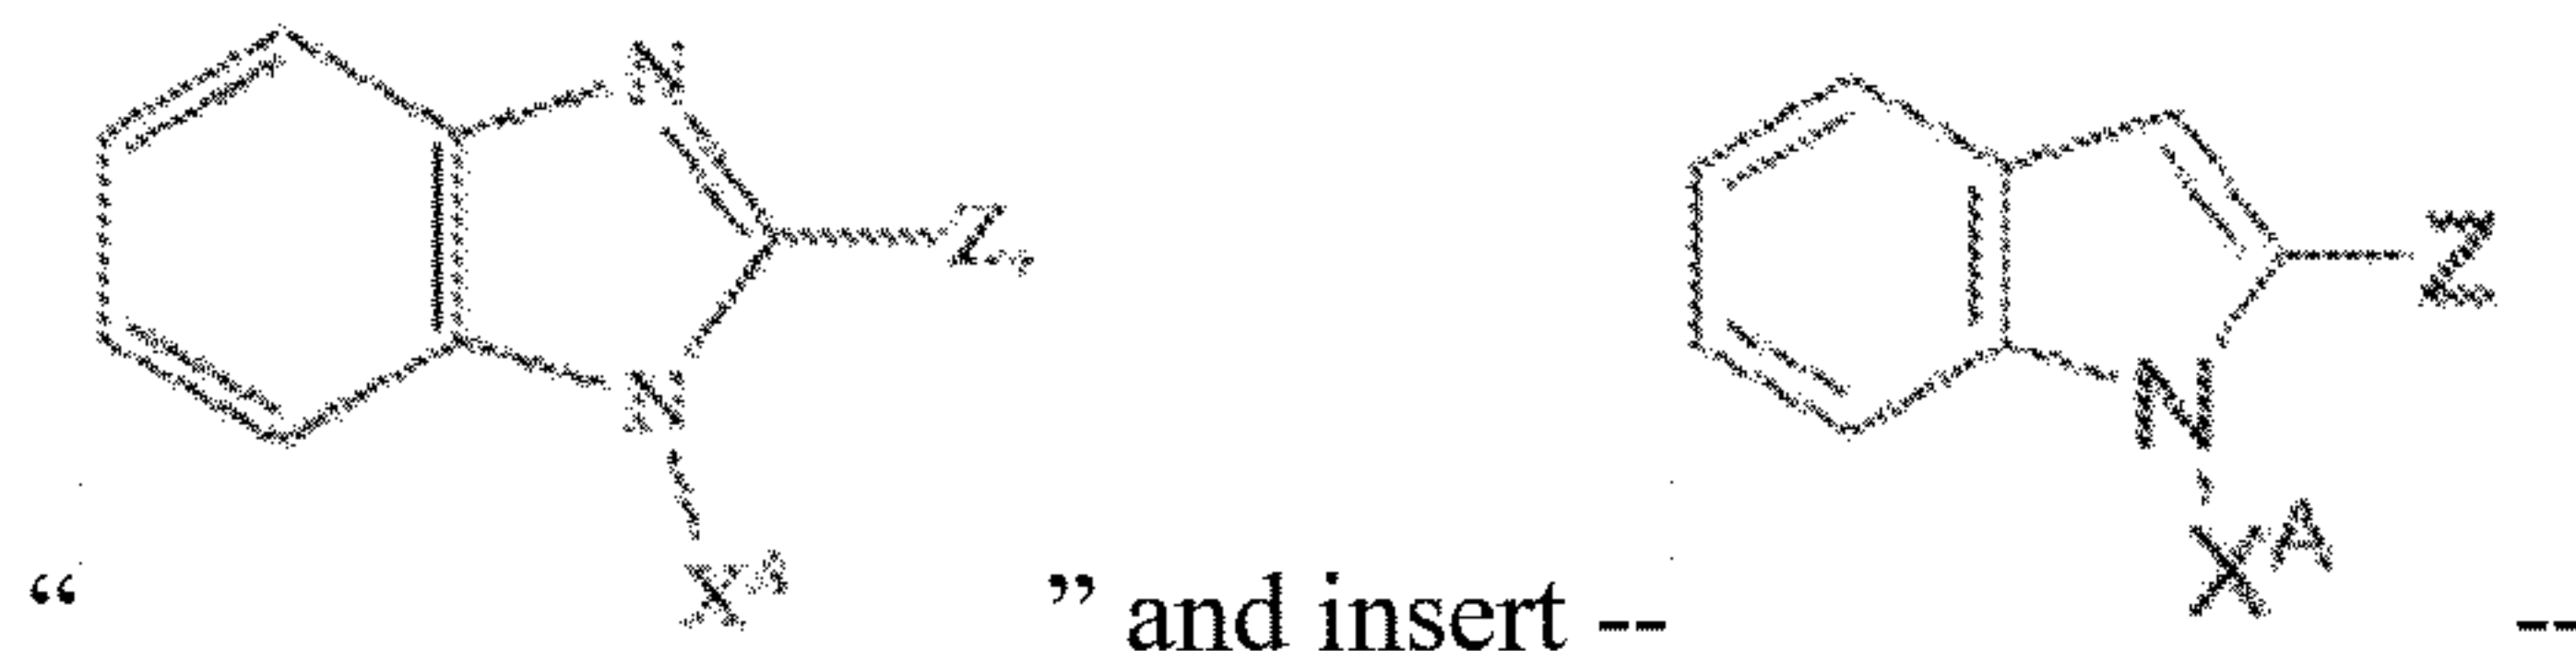 N
Z,
N
X^A
N
Z
X^A
“ ” and insert -- --